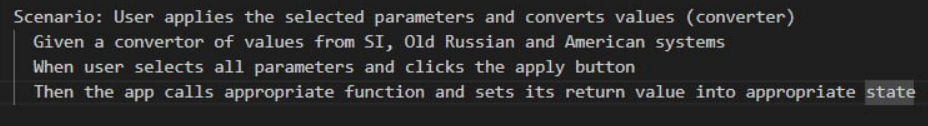 Scenario: User applies the selected parameters and converts values (converter)
Given a convertor of values from SI, Old Russian and American systems
When user selects all parameters and clicks the apply button
Then the app calls appropriate function and sets its return value into appropriate state